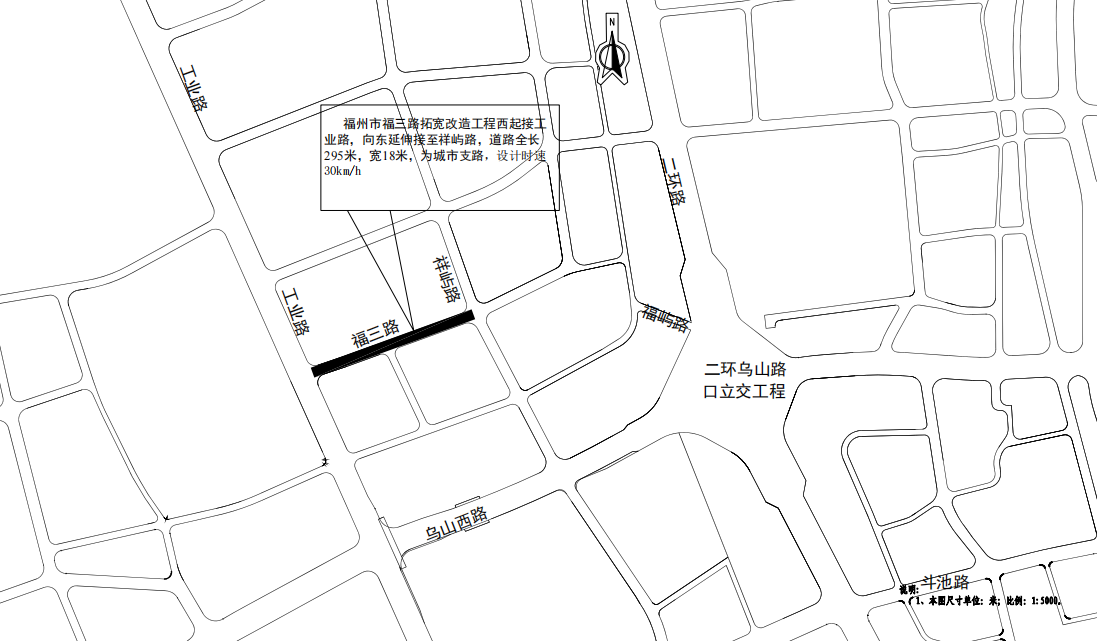 N
工业路
福州市福三路拓宽改造工程西起接工
业路，向东延伸接至祥屿路，道路全长
295米，宽18米，为城市支路，设计时速
30km/h
二环路
祥屿路
工业路
福三路
福屿路
二环乌山路
口立交工程
乌山西路
斗池路
说明：
1、本图尺寸单位：米；比例：1:5000。